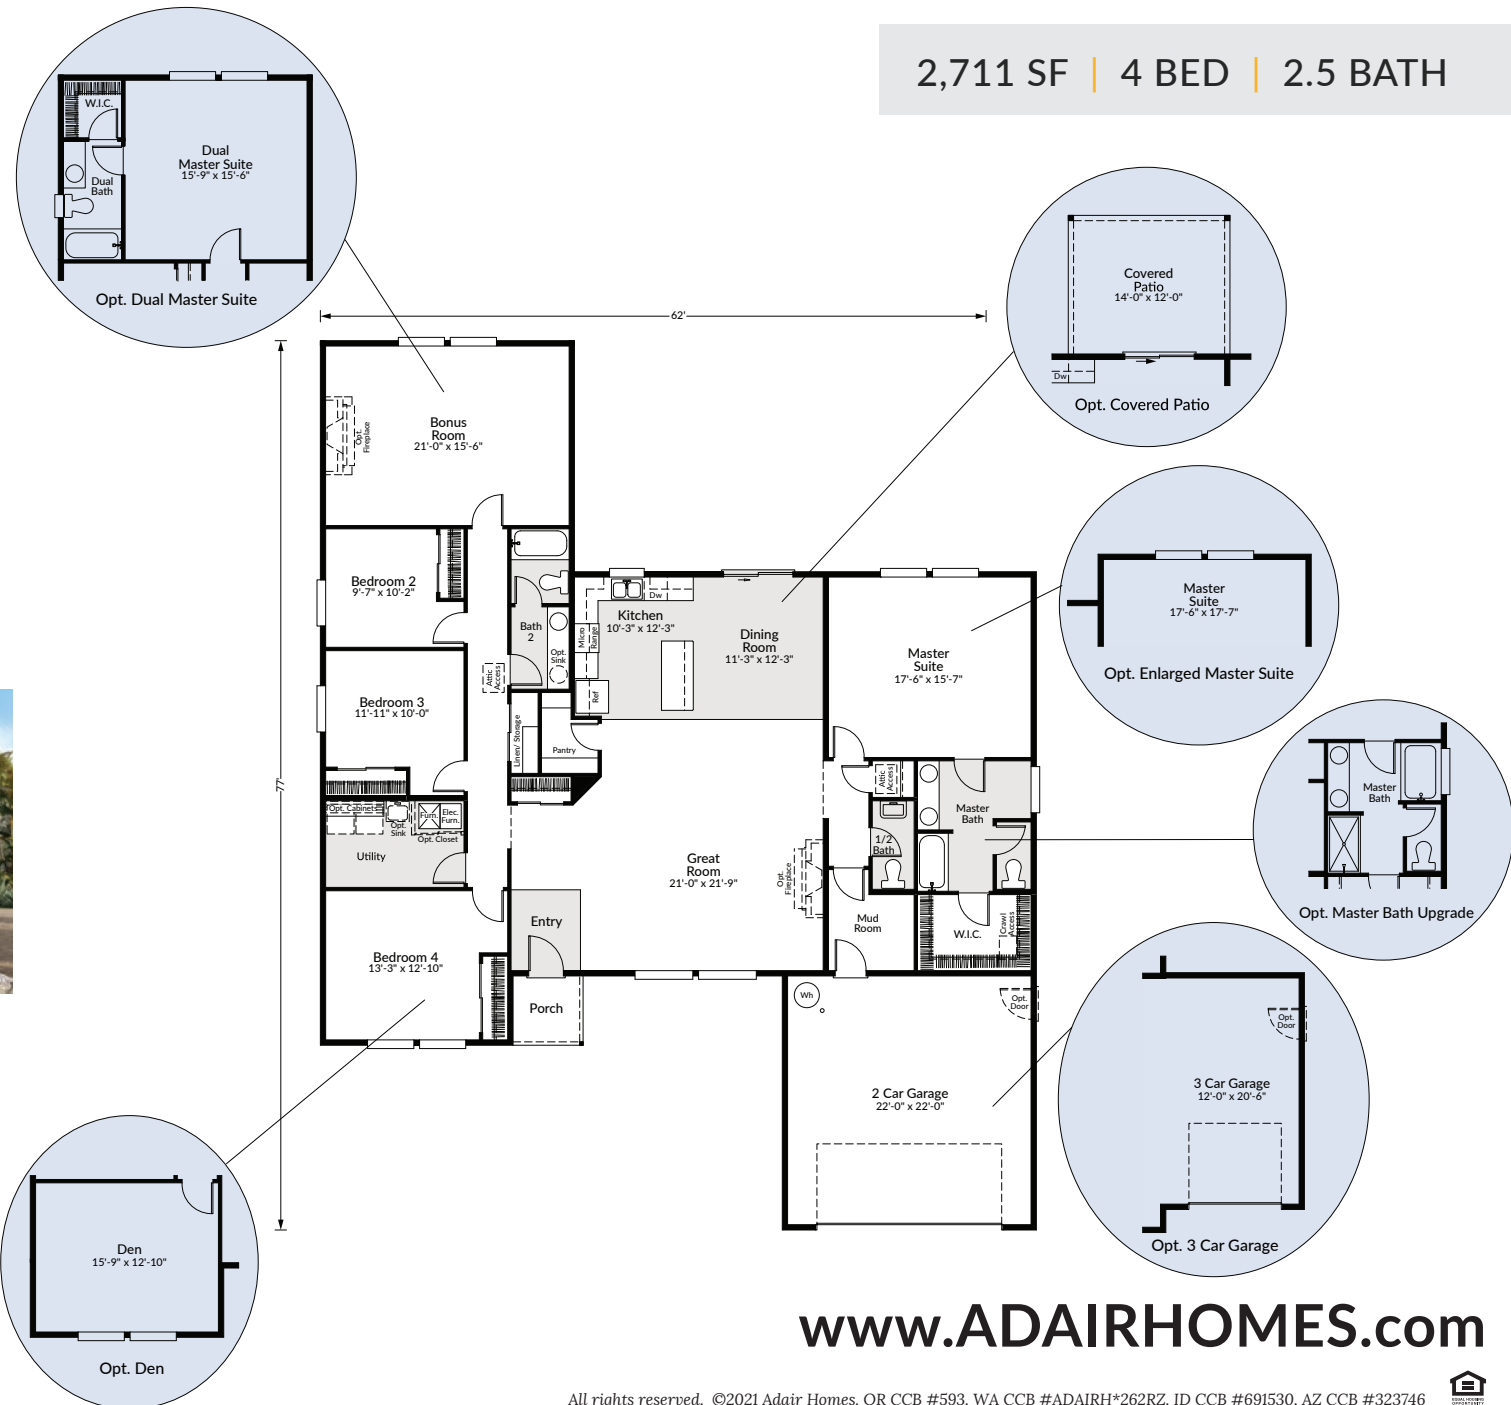 2,711 SF | 4 BED | 2.5 BATH
W.I.C.
Dual
Master Suite
15'-9" x 15'-6"
Dual
Bath
Opt. Dual Master Suite
Covered
Patio
14'-0" x 12'-0"
Dw
Opt. Covered Patio
62'
77'
Bonus
Room
21'-0" x 15'-6"
Opt.
Fireplace
Bedroom 2
9'-7" x 10'-2"
Bath
2
Opt.
Sink
Attic
Access
Kitchen
10'-3" x 12'-3"
Dw
Micro
Range
Ref
Dining
Room
11'-3" x 12'-3"
Master
Suite
17'-6" x 15'-7"
Master
Suite
17'-6" x 17'-7"
Opt. Enlarged Master Suite
Bedroom 3
11'-11" x 10'-0"
Linen/ Storage
Pantry
Attic
Access
Master
Bath
1/2
Bath
Master
Bath
Opt. Master Bath Upgrade
Opt. Cabinets
Opt.
Sink
Furn.
Elec.
Furn.
Opt. Closet
Utility
Great
Room
21'-0" x 21'-9"
Opt.
Fireplace
Mud
Room
W.I.C.
Crawl
Access
Entry
Bedroom 4
13'-3" x 12'-10"
Porch
Wh
Opt.
Door
2 Car Garage
22'-0" x 22'-0"
Opt.
Door
3 Car Garage
12'-0" x 20'-6"
Opt. 3 Car Garage
Den
15'-9" x 12'-10"
Opt. Den
www.ADAIRHOMES.com
All rights reserved. ©2021 Adair Homes. OR CCB #593. WA CCB #ADAIRH*262RZ. ID CCB #691530. AZ CCB #323746
EQUAL HOUSING
OPPORTUNITY